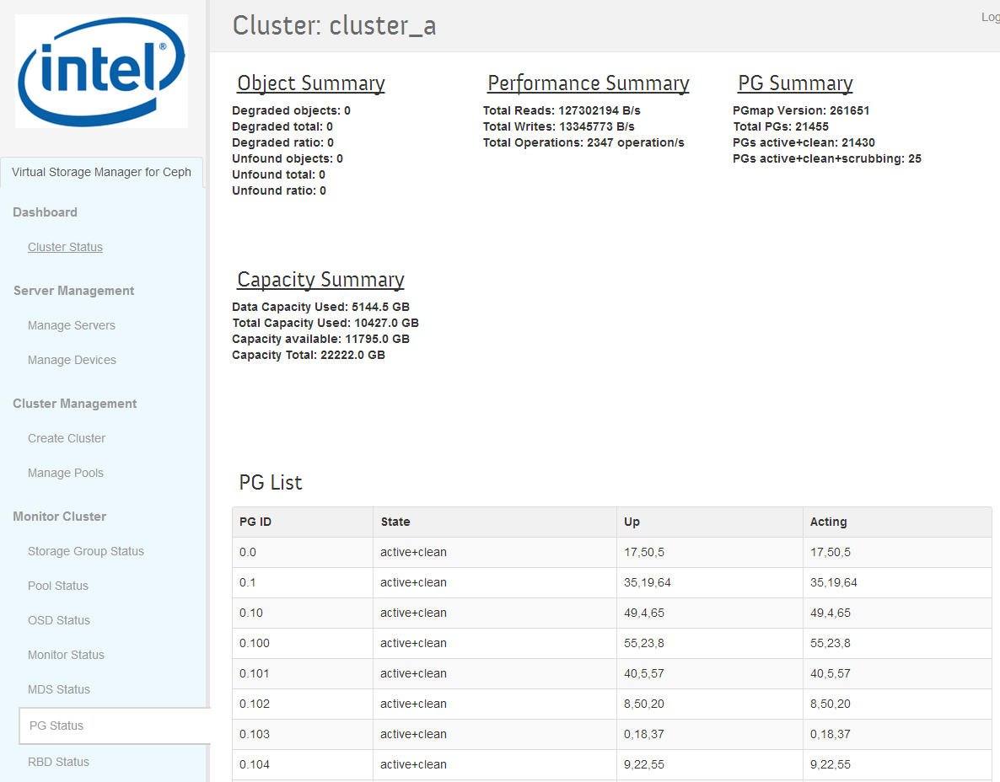 intel®
Virtual Storage Manager for Ceph
Dashboard
Cluster Status
Server Management
Manage Servers
Manage Devices
Cluster Management
Create Cluster
Manage Pools
Monitor Cluster
Storage Group Status
Pool Status
OSD Status
Monitor Status
MDS Status
PG Status
RBD Status
Cluster: cluster_a
Log
Object Summary
Degraded objects: 0
Degraded total: 0
Degraded ratio: 0
Unfound objects: 0
Unfound total: 0
Unfound ratio: 0
Performance Summary
Total Reads: 127302194 B/s
Total Writes: 13345773 B/s
Total Operations: 2347 operation/s
PG Summary
PGmap Version: 261651
Total PGs: 21455
PGs active+clean: 21430
PGs active+clean+scrubbing: 25
Capacity Summary
Data Capacity Used: 5144.5 GB
Total Capacity Used: 10427.0 GB
Capacity available: 11795.0 GB
Capacity Total: 22222.0 GB
PG List
PG ID State Up Acting
0.0 active+clean 17,50,5 17,50,5
0.1 active+clean 35,19,64 35,19,64
0.10 active+clean 49,4,65 49,4,65
0.100 active+clean 55,23,8 55,23,8
0.101 active+clean 40,5,57 40,5,57
0.102 active+clean 8,50,20 8,50,20
0.103 active+clean 0,18,37 0,18,37
0.104 active+clean 9,22,55 9,22,55